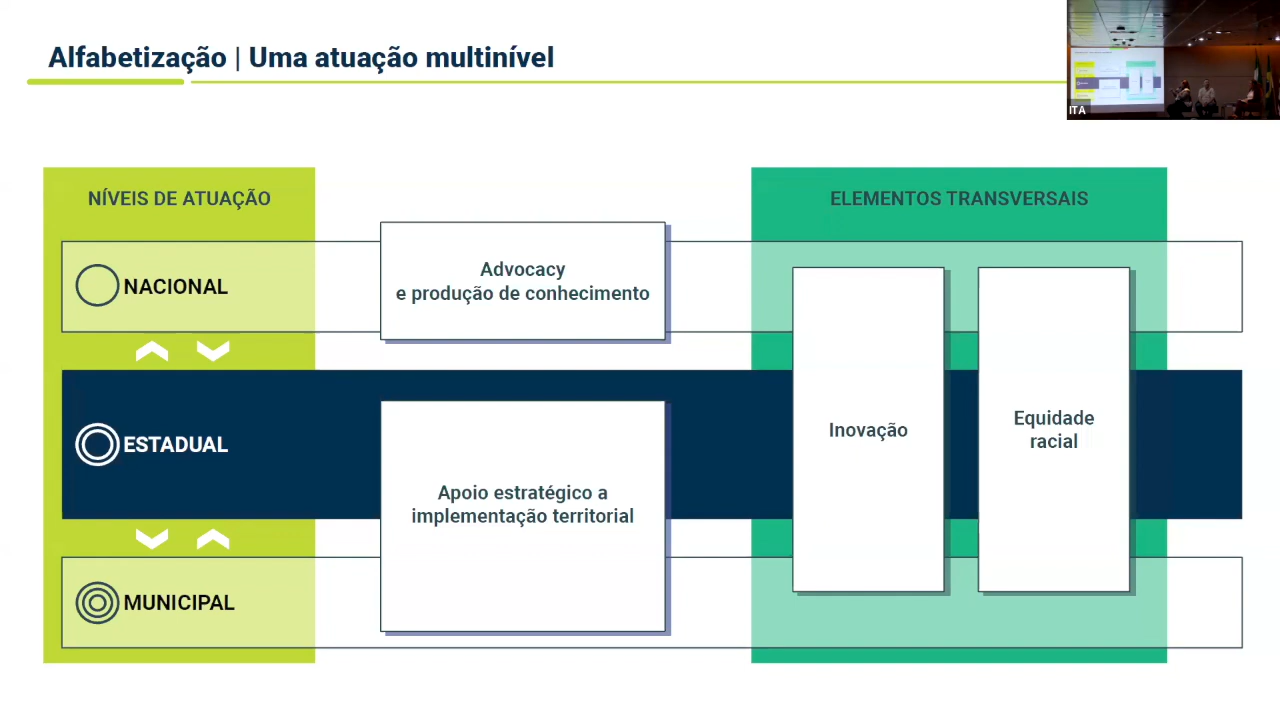 Alfabetização | Uma atuação multinível
ITA
NÍVEIS DE ATUAÇÃO
ELEMENTOS TRANSVERSAIS
NACIONAL
Advocacy
e produção de conhecimento
ESTADUAL
Apoio estratégico a
implementação territorial
Inovação
Equidade
racial
MUNICIPAL